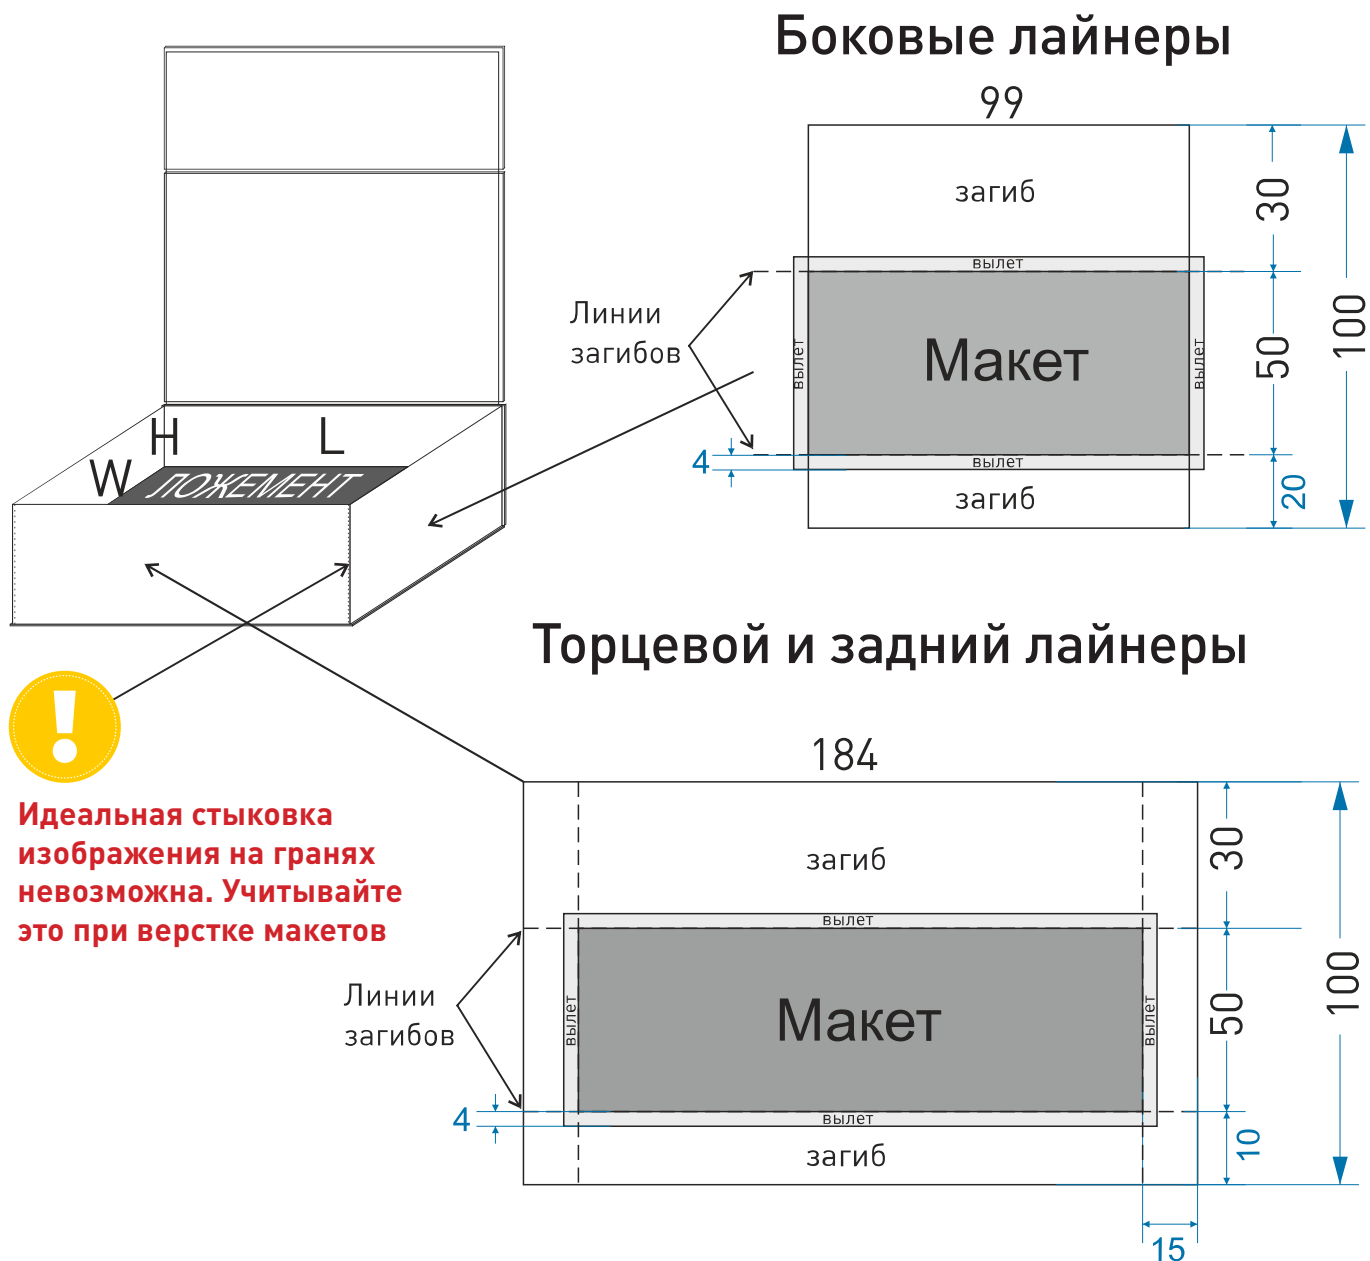 Боковые лайнеры
99
загиб
30
вылет
Линии
загибов
вылет
Макет
вылет
50
100
4
вылет
загиб
20
H
L
W
ЛОЖЕМЕНТ
Торцевой и задний лайнеры
!
184
Идеальная стыковка
изображения на гранях
невозможна. Учитывайте
это при верстке макетов
загиб
30
вылет
Линии
загибов
вылет
Макет
вылет
50
100
4
вылет
загиб
10
15